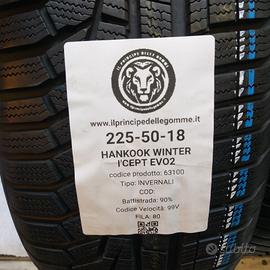 IL PRINCIPE DELLE GOMME
www.ilprincipedellegomme.it
225-50-18
HANKOOK WINTER
I'CEPT EVO2
codice prodotto: 63100
Tipo: INVERNALI
COD:
Battistrada: 90%
Codice Velocità: 99V
FILA: 80
subito